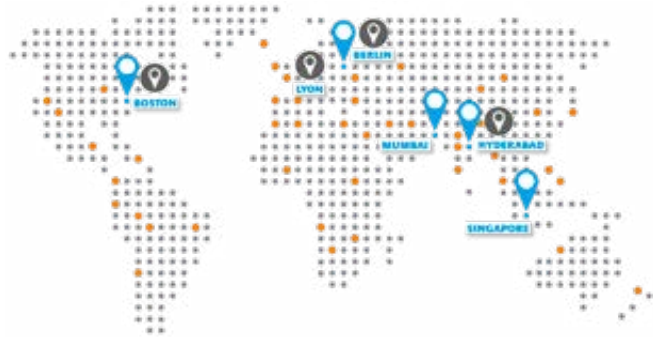 BERLIN
LYON
BOSTON
MUMBAI
HYDERABAD
SINGAPORE